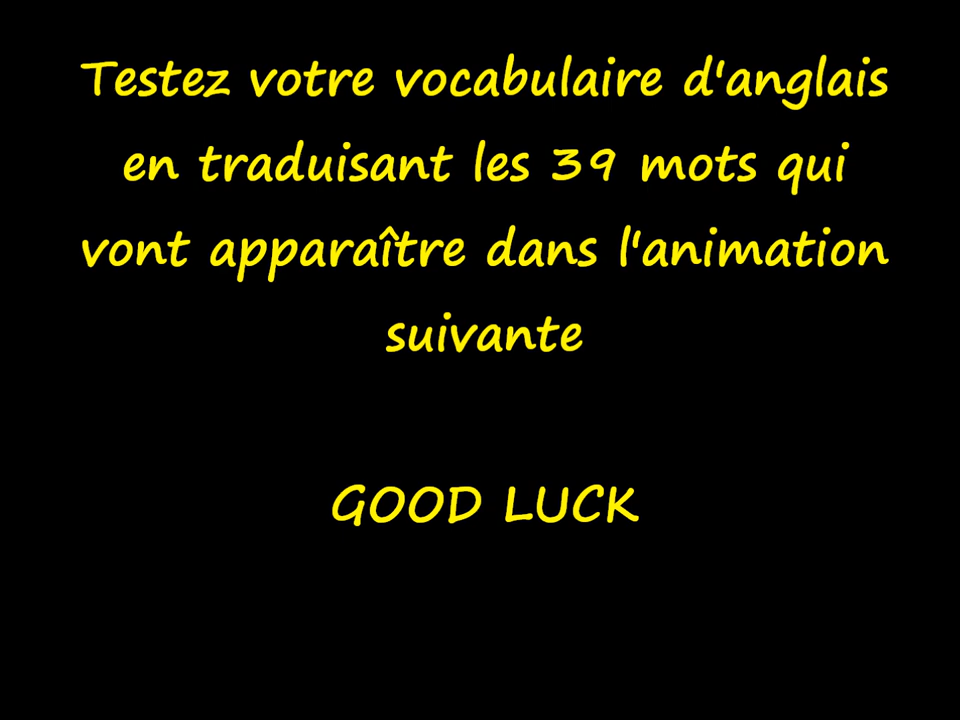 Testez votre vocabulaire d'anglais
en traduisant les 39 mots qui
vont apparaître dans l'animation
suivante
GOOD LUCK